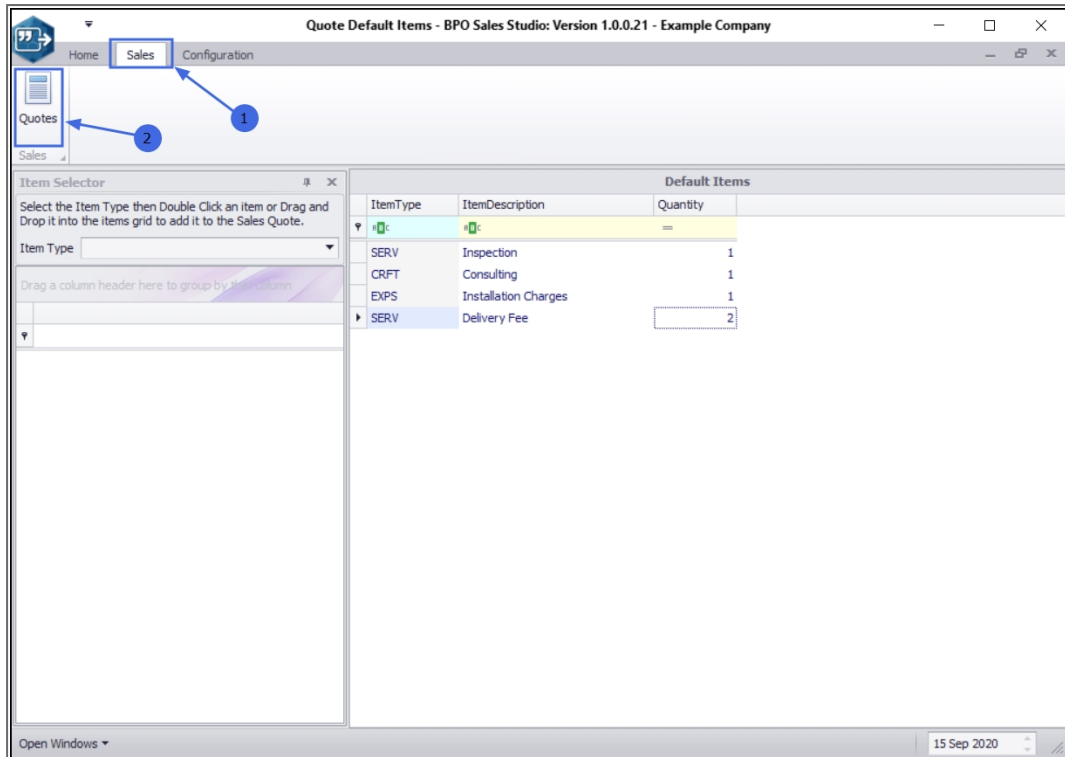 Quote Default Items - BPO Sales Studio: Version 1.0.0.21 - Example Company
Home Sales Configuration
Quotes
1
2
Sales
Item Selector
Select the Item Type then Double Click an item or Drag and
Drop it into the items grid to add it to the Sales Quote.
Item Type
Drag a column header here to group by that column
Default Items
ItemType ItemDescription Quantity
=
SERV Inspection 1
CRFT Consulting 1
EXPS Installation Charges 1
SERV Delivery Fee 2
Open Windows
15 Sep 2020